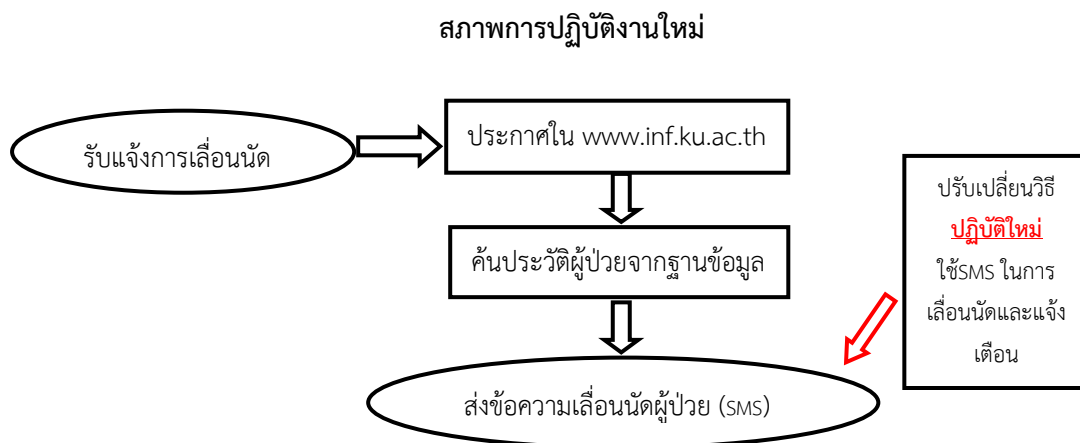 สภาพการปฏิบัติงานใหม่
รับแจ้งการเลื่อนนัด
ประกาศใน www.inf.ku.ac.th
ค้นประวัติผู้ป่วยจากฐานข้อมูล
ส่งข้อความเลื่อนนัดผู้ป่วย (SMS)
ปรับเปลี่ยนวิธี
ปฏิบัติใหม่
ใช้SMS ในการ
เลื่อนนัดและแจ้ง
เตือน